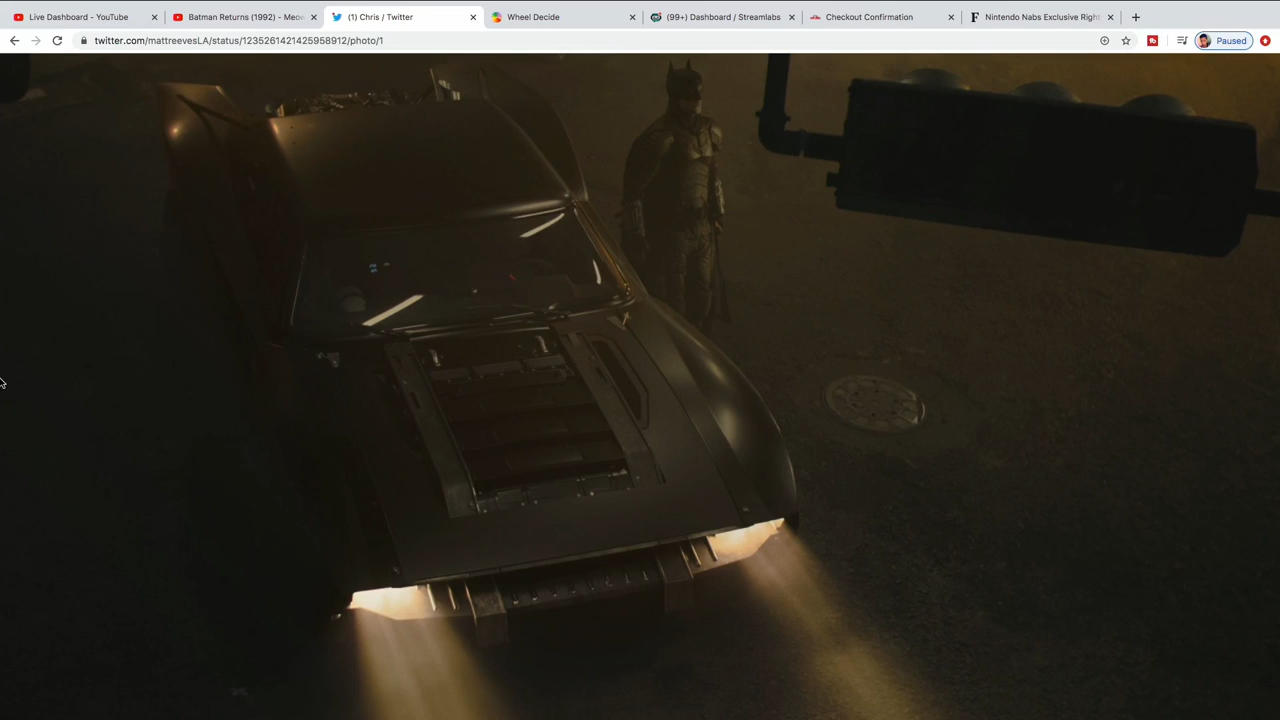 Live Dashboard - YouTube
Batman Returns (1992) - Meow
(1) Chris / Twitter
Wheel Decide
(99+) Dashboard / Streamlabs
Checkout Confirmation
Nintendo Nabs Exclusive Right
twitter.com/mattreevesLA/status/1235261421425958912/photo/1
Paused